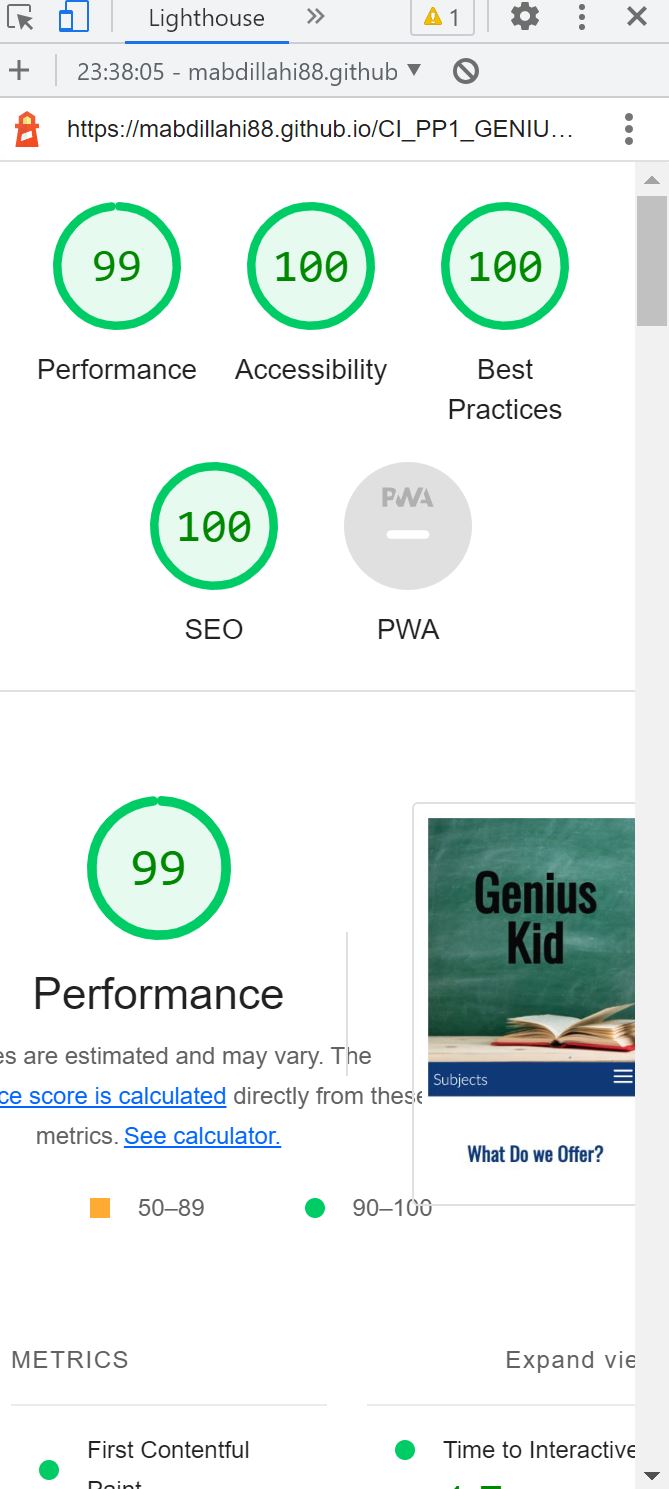 Lighthouse
1
23:38:05 - mabdillahi88.github
https://mabdillahi88.github.io/CI_PP1_GENIU…
99
100
100
Performance
Accessibility
Best
Practices
100
PWA
SEO
PWA
99
Performance
es are estimated and may vary. The
ce score is calculated directly from these
metrics. See calculator.
50–89
90–100
Genius
Kid
Subjects
What Do we Offer?
METRICS
Expand vie
First Contentful
Paint
Time to Interactive